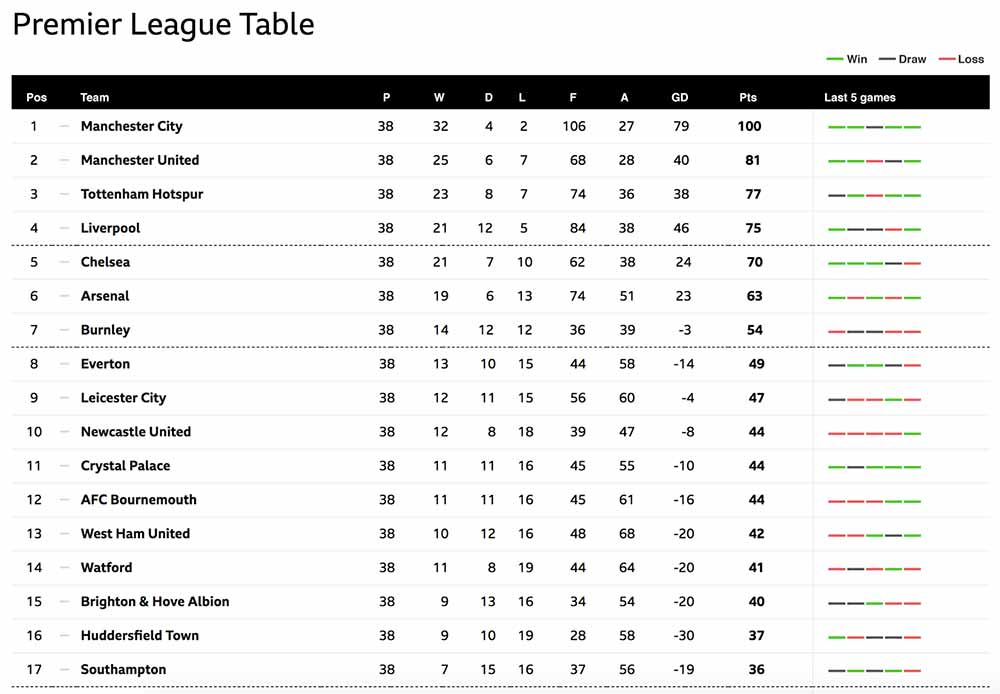 Premier League Table
Win Draw Loss
Pos Team P W D L F A GD Pts Last 5 games
1 Manchester City 38 32 4 2 106 27 79 100
2 Manchester United 38 25 6 7 68 28 40 81
3 Tottenham Hotspur 38 23 8 7 74 36 38 77
4 Liverpool 38 21 12 5 84 38 46 75
5 Chelsea 38 21 7 10 62 38 24 70
6 Arsenal 38 19 6 13 74 51 23 63
7 Burnley 38 14 12 12 36 39 -3 54
8 Everton 38 13 10 15 44 58 -14 49
9 Leicester City 38 12 11 15 56 60 -4 47
10 Newcastle United 38 12 8 18 39 47 -8 44
11 Crystal Palace 38 11 11 16 45 55 -10 44
12 AFC Bournemouth 38 11 11 16 45 61 -16 44
13 West Ham United 38 10 12 16 48 68 -20 42
14 Watford 38 11 8 19 44 64 -20 41
15 Brighton & Hove Albion 38 9 13 16 34 54 -20 40
16 Huddersfield Town 38 9 10 19 28 58 -30 37
17 Southampton 38 7 15 16 37 56 -19 36